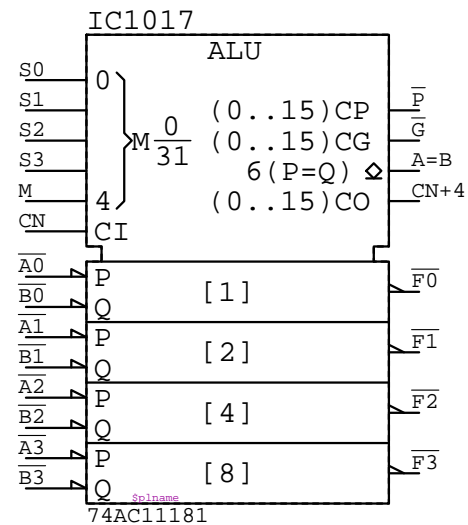 IC1017
ALU
S0
0
S1
(0..15)CP
P
S2
M 0/31
(0..15)CG
G
S3
6(P=Q)
A=B
M
4
(0..15)CO
CN+4
CN
CI
A0
P
[1]
F0
B0
Q
A1
P
[2]
F1
B1
Q
A2
P
[4]
F2
B2
Q
A3
P
[8]
F3
B3
Q
$plname
74AC11181